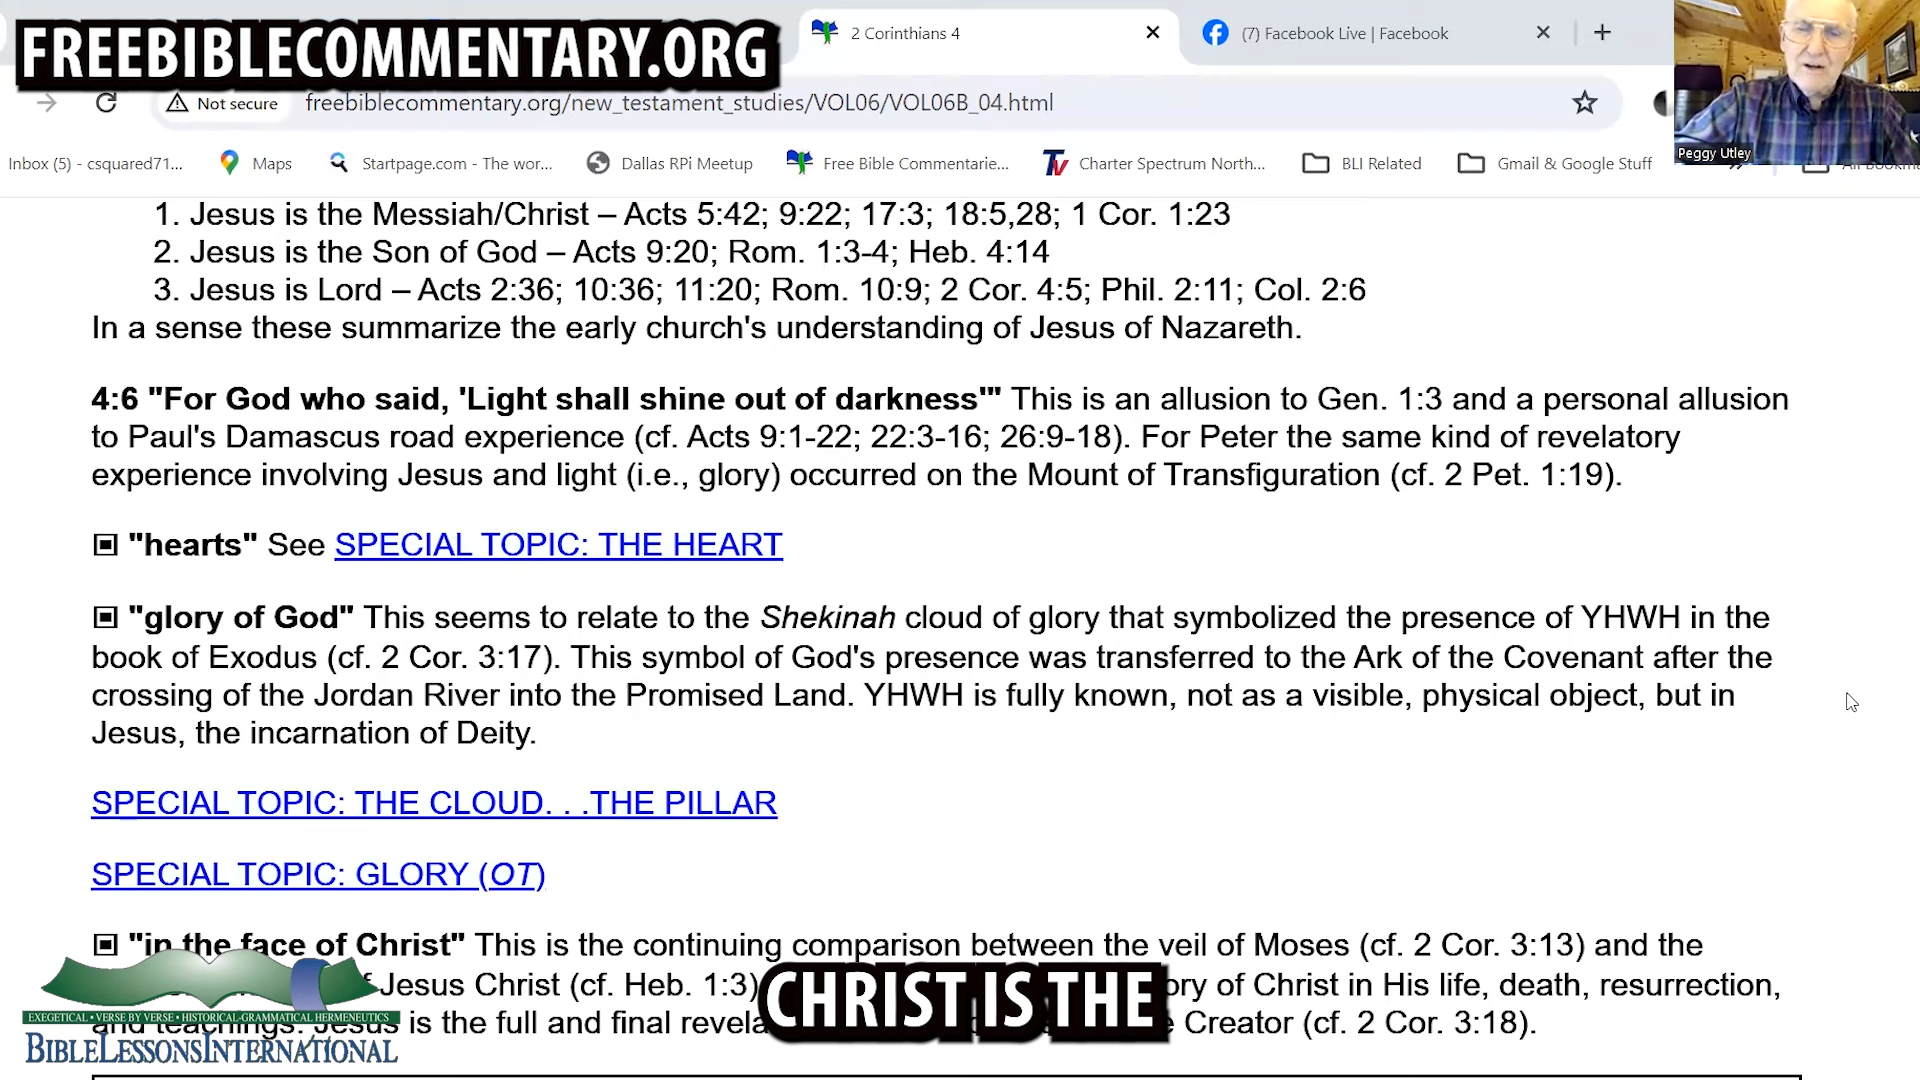 FREEBIBLECOMMENTARY.ORG
2 Corinthians 4
(7) Facebook Live | Facebook
Not secure
freebiblecommentary.org/new_testament_studies/VOL06/VOL06B_04.html
Peggy Utley
Inbox (5) - csquared71...
Maps
Startpage.com - The wor...
Dallas RPi Meetup
Free Bible Commentarie...
Charter Spectrum North...
BLI Related
Gmail & Google Stuff
1. Jesus is the Messiah/Christ – Acts 5:42; 9:22; 17:3; 18:5,28; 1 Cor. 1:23
2. Jesus is the Son of God – Acts 9:20; Rom. 1:3-4; Heb. 4:14
3. Jesus is Lord – Acts 2:36; 10:36; 11:20; Rom. 10:9; 2 Cor. 4:5; Phil. 2:11; Col. 2:6
In a sense these summarize the early church's understanding of Jesus of Nazareth.
4:6 "For God who said, 'Light shall shine out of darkness'" This is an allusion to Gen. 1:3 and a personal allusion
to Paul's Damascus road experience (cf. Acts 9:1-22; 22:3-16; 26:9-18). For Peter the same kind of revelatory
experience involving Jesus and light (i.e., glory) occurred on the Mount of Transfiguration (cf. 2 Pet. 1:19).
"hearts" See SPECIAL TOPIC: THE HEART
"glory of God" This seems to relate to the Shekinah cloud of glory that symbolized the presence of YHWH in the
book of Exodus (cf. 2 Cor. 3:17). This symbol of God's presence was transferred to the Ark of the Covenant after the
crossing of the Jordan River into the Promised Land. YHWH is fully known, not as a visible, physical object, but in
Jesus, the incarnation of Deity.
SPECIAL TOPIC: THE CLOUD. . .THE PILLAR
SPECIAL TOPIC: GLORY (OT)
"in the face of Christ" This is the continuing comparison between the veil of Moses (cf. 2 Cor. 3:13) and the
Jesus Christ (cf. Heb. 1:3) of Christ in His life, death, resurrection,
and teachings. Jesus is the full and final Creator (cf. 2 Cor. 3:18).
CHRIST IS THE
EXEGETICAL • VERSE BY VERSE • HISTORICAL-GRAMMATICAL HERMENEUTICS
BIBLELESSONSINTERNATIONAL